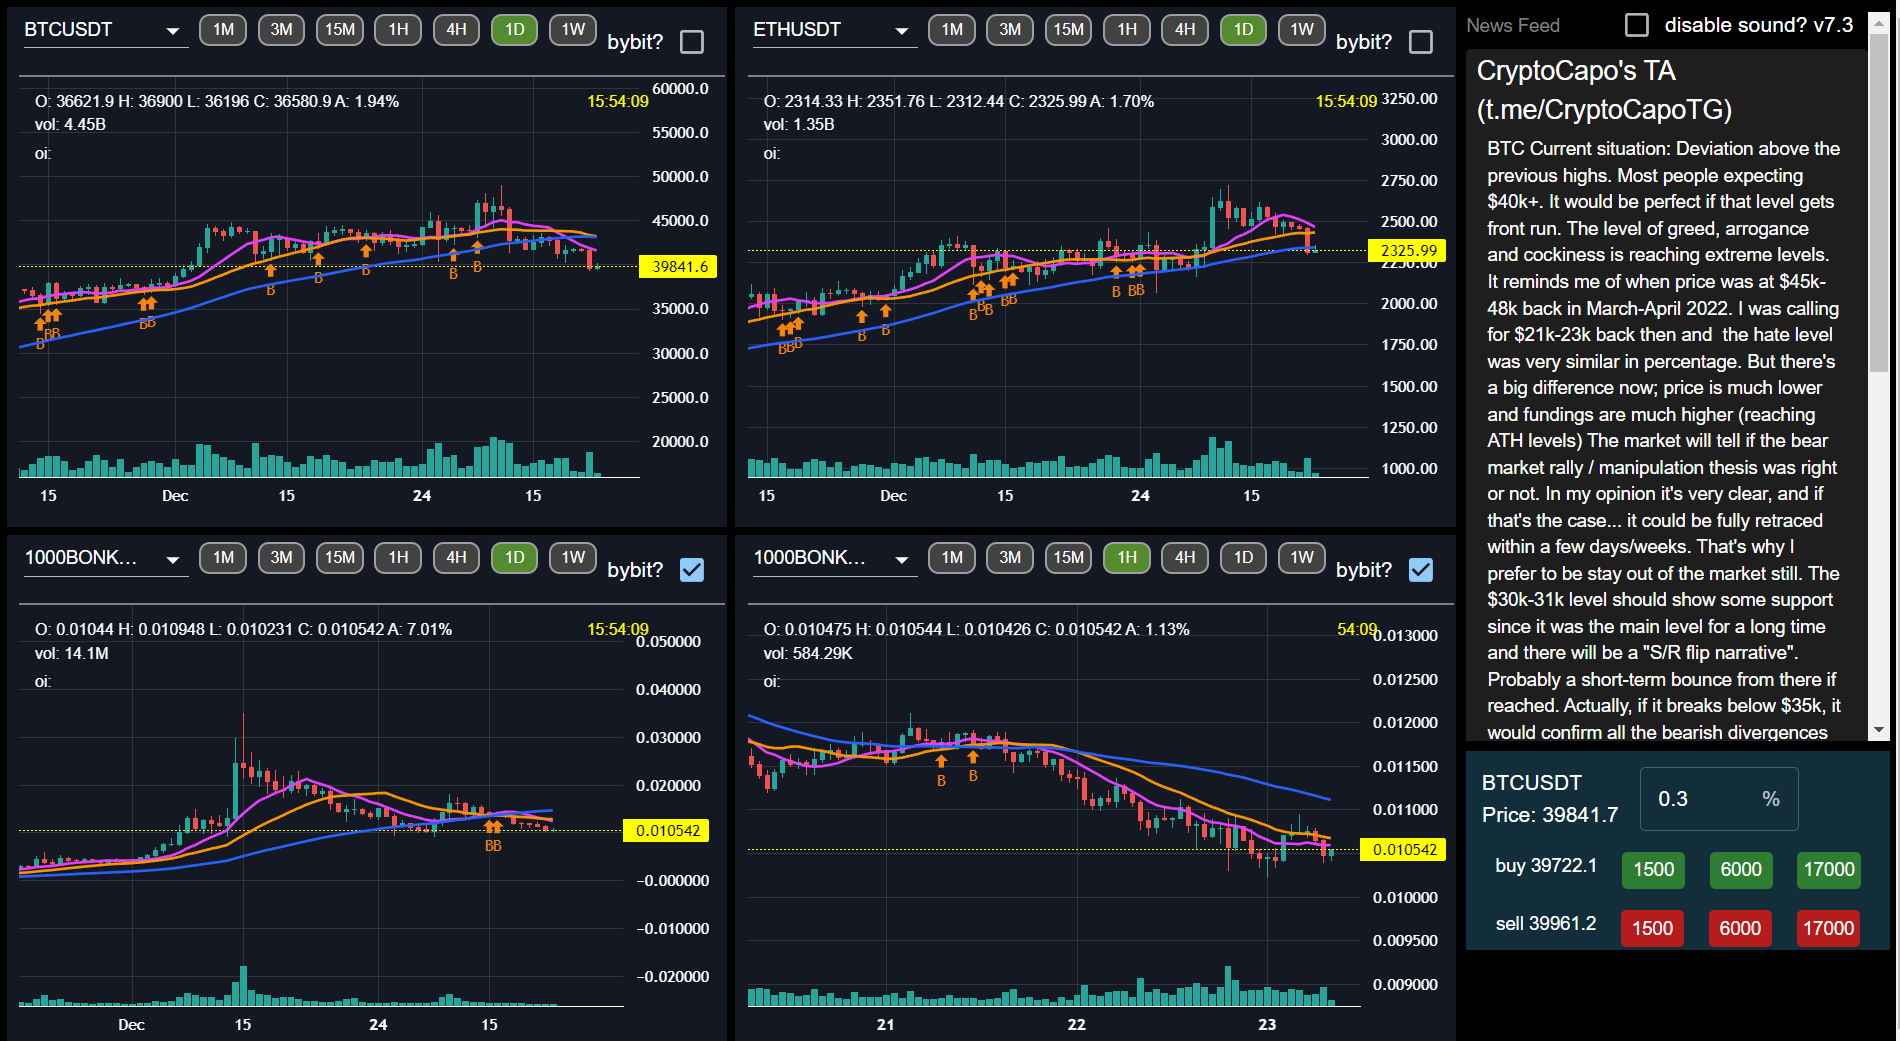 BTCUSDT 1M 3M 15M 1H 4H 1D 1W bybit?
O: 36621.9 H: 36900 L: 36196 C: 36580.9 A: 1.94% 15:54:09
vol: 4.45B
oi:
60000.0
55000.0
50000.0
45000.0
39841.6
35000.0
30000.0
25000.0
20000.0
B BB BB B B B B B
15 Dec 15 24 15
ETHUSDT 1M 3M 15M 1H 4H 1D 1W bybit?
O: 2314.33 H: 2351.76 L: 2312.44 C: 2325.99 A: 1.70% 15:54:09
vol: 1.35B
oi:
3250.00
3000.00
2750.00
2500.00
2325.99
2250.00
2000.00
1750.00
1500.00
1250.00
1000.00
BBB B B BBB BB B BB
15 Dec 15 24 15
1000BONK... 1M 3M 15M 1H 4H 1D 1W bybit?
O: 0.01044 H: 0.010948 L: 0.010231 C: 0.010542 A: 7.01% 15:54:09
vol: 14.1M
oi:
0.050000
0.040000
0.030000
0.020000
0.010542
−0.000000
−0.010000
−0.020000
BB
Dec 15 24 15
1000BONK... 1M 3M 15M 1H 4H 1D 1W bybit?
O: 0.010475 H: 0.010544 L: 0.010426 C: 0.010542 A: 1.13% 54:09
vol: 584.29K
oi:
0.013000
0.012500
0.012000
0.011500
0.011000
0.010542
0.010000
0.009500
0.009000
B B
21 22 23
News Feed disable sound? v7.3
CryptoCapo's TA
(t.me/CryptoCapoTG)
BTC Current situation: Deviation above the
previous highs. Most people expecting
$40k+. It would be perfect if that level gets
front run. The level of greed, arrogance
and cockiness is reaching extreme levels.
It reminds me of when price was at $45k-
48k back in March-April 2022. I was calling
for $21k-23k back then and  the hate level
was very similar in percentage. But there's
a big difference now; price is much lower
and fundings are much higher (reaching
ATH levels) The market will tell if the bear
market rally / manipulation thesis was right
or not. In my opinion it's very clear, and if
that's the case... it could be fully retraced
within a few days/weeks. That's why I
prefer to be stay out of the market still. The
$30k-31k level should show some support
since it was the main level for a long time
and there will be a "S/R flip narrative".
Probably a short-term bounce from there if
reached. Actually, if it breaks below $35k, it
would confirm all the bearish divergences
BTCUSDT
Price: 39841.7
0.3 %
buy 39722.1 1500 6000 17000
sell 39961.2 1500 6000 17000